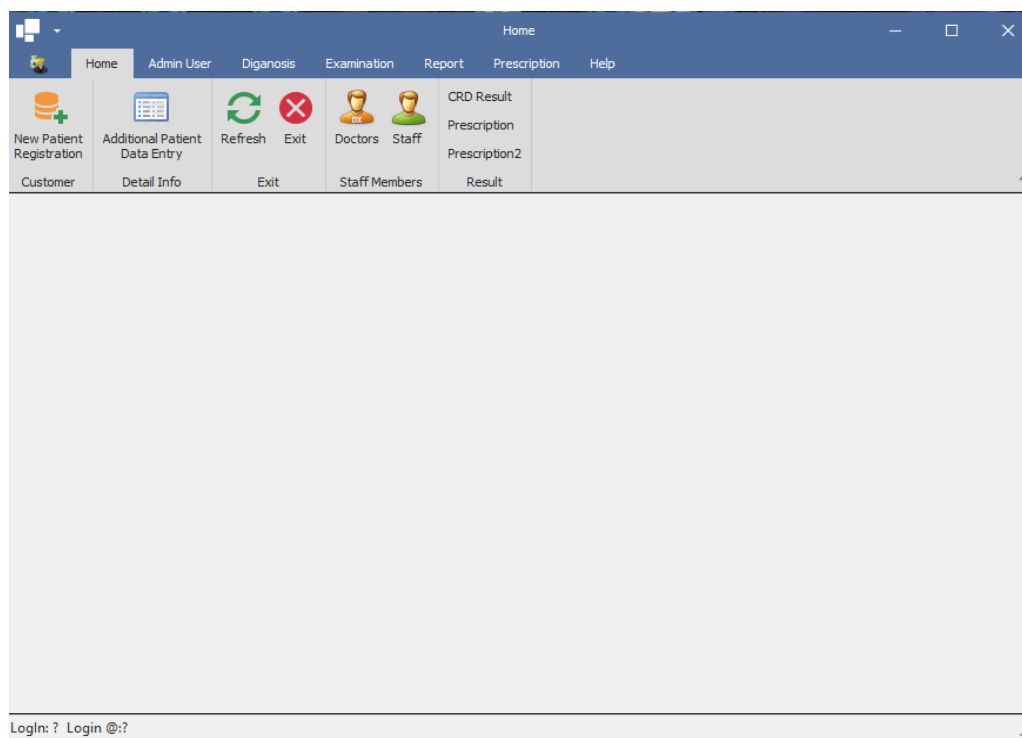 Home
Home Admin User Diganosis Examination Report Prescription Help
New Patient
Registration
Customer
Additional Patient
Data Entry
Detail Info
Refresh Exit
Exit
Doctors Staff
Staff Members
CRD Result
Prescription
Prescription2
Result
LogIn: ? Login @:?